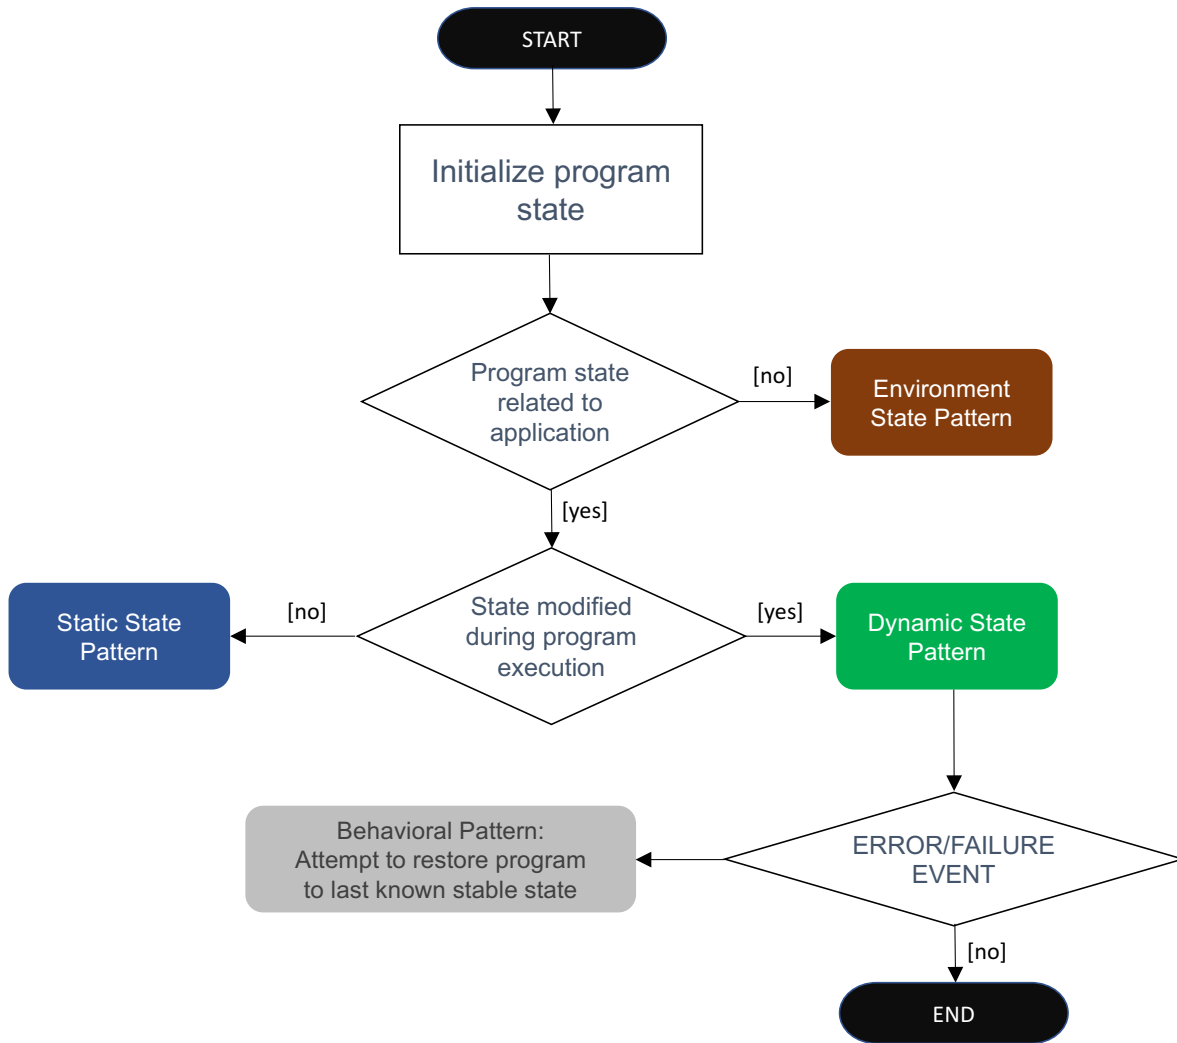 START
Initialize program
state
Program state
related to
application
[no]
Environment
State Pattern
[yes]
Static State
Pattern
[no]
State modified
during program
execution
[yes]
Dynamic State
Pattern
Behavioral Pattern:
Attempt to restore program
to last known stable state
ERROR/FAILURE
EVENT
[no]
END